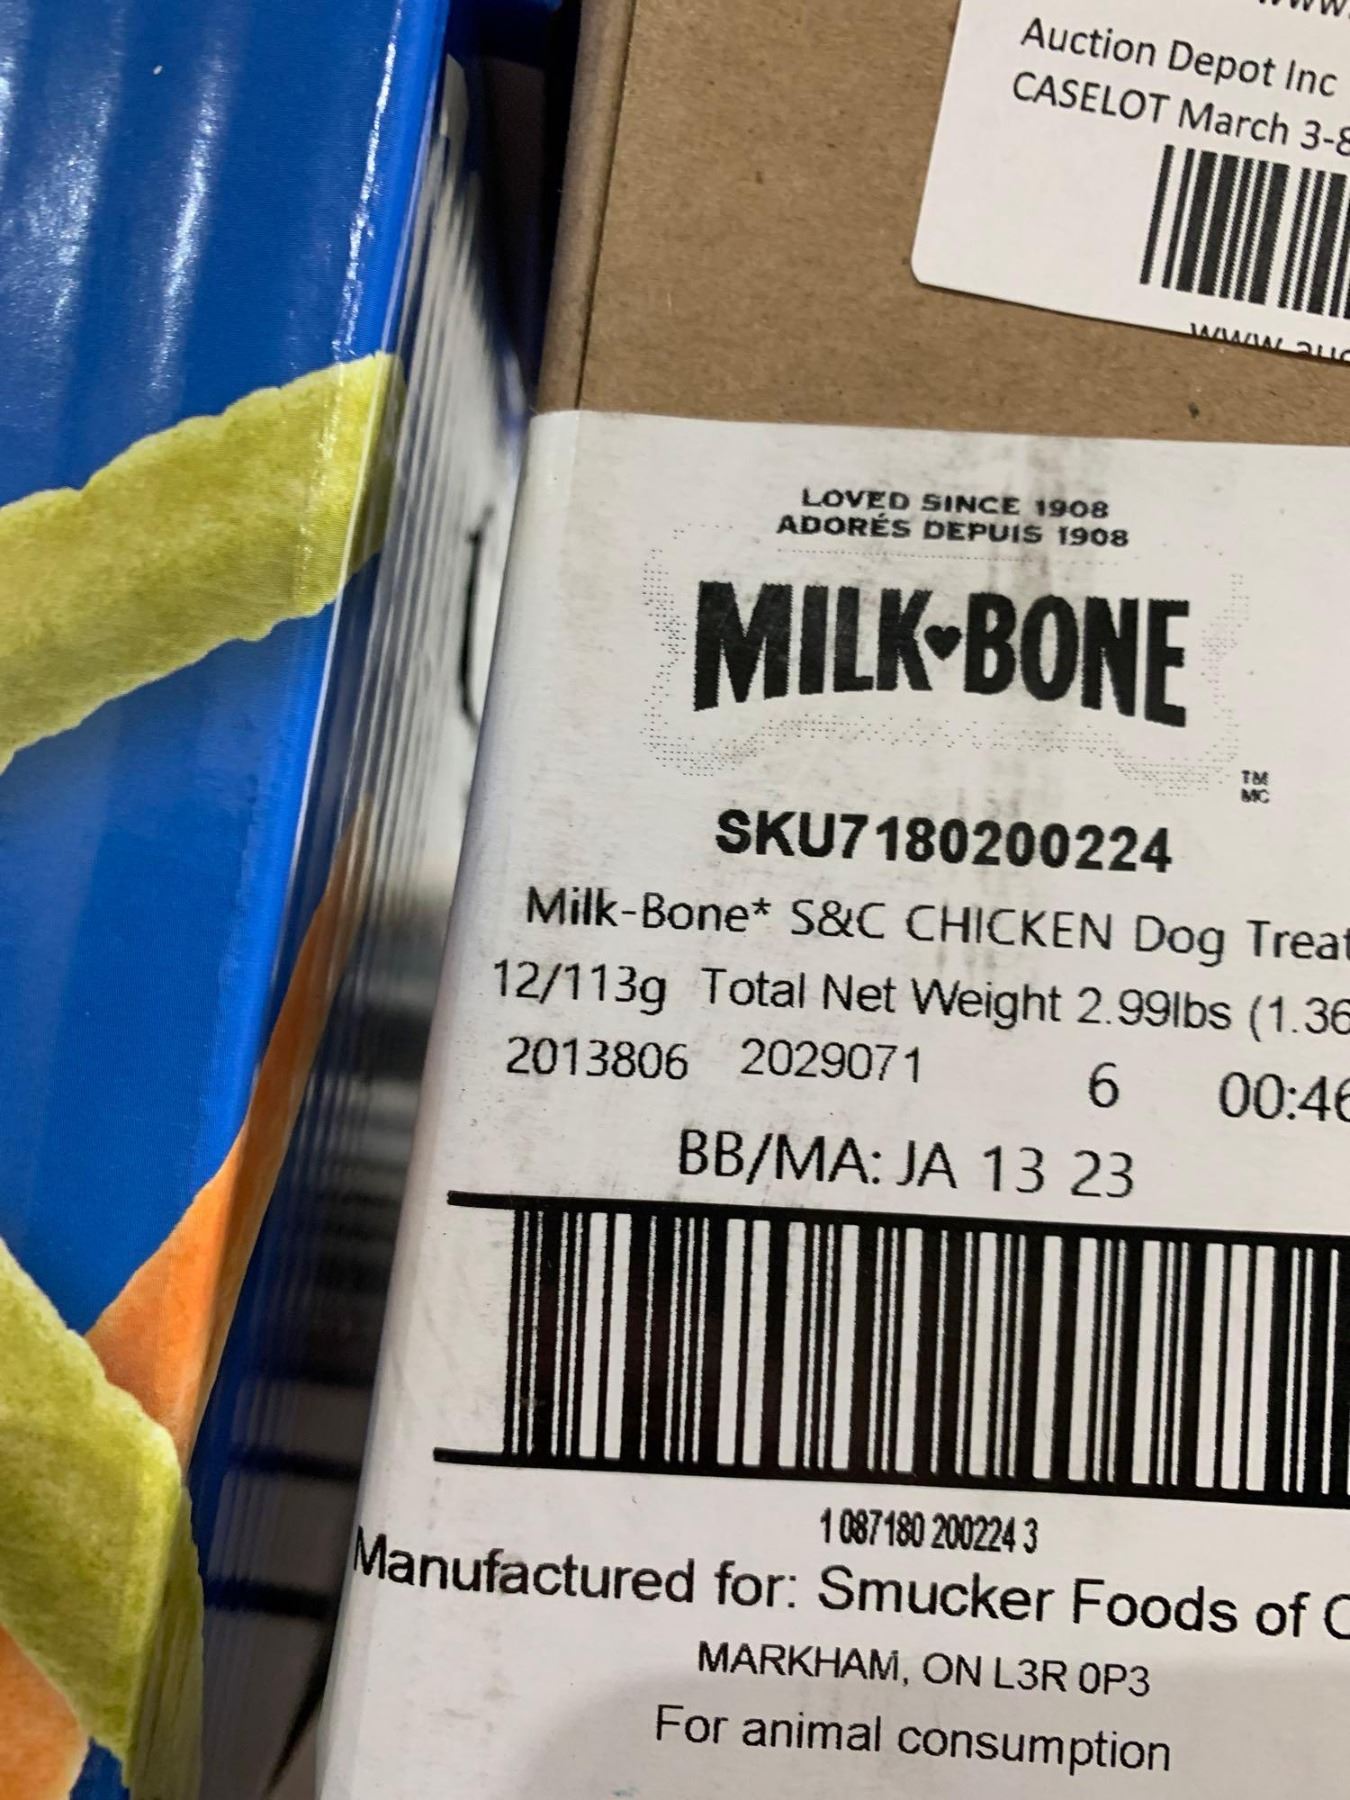 Auction Depot Inc
CASELOT March 3-8
LOVED SINCE 1908
ADORÉS DEPUIS 1908
MILK BONE
TM
MC
SKU7180200224
Milk-Bone* S&C CHICKEN Dog Treat
12/113g Total Net Weight 2.99lbs (1.36
2013806 2029071 6 00:46
BB/MA: JA 13 23
1 087180 200224 3
Manufactured for: Smucker Foods of C
MARKHAM, ON L3R 0P3
For animal consumption